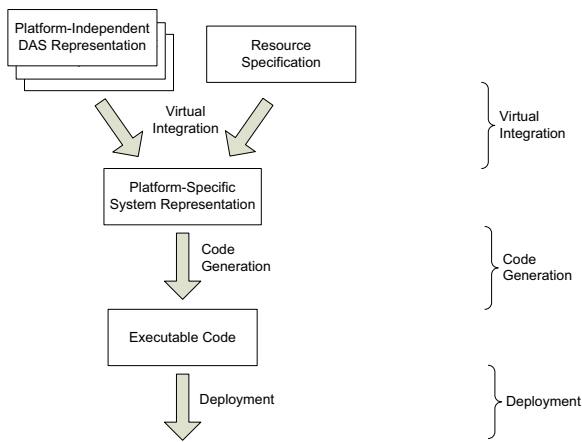 Platform-Independent
DAS Representation
Resource
Specification
Virtual
Integration
Virtual
Integration
Platform-Specific
System Representation
Code
Generation
Code
Generation
Executable Code
Deployment
Deployment